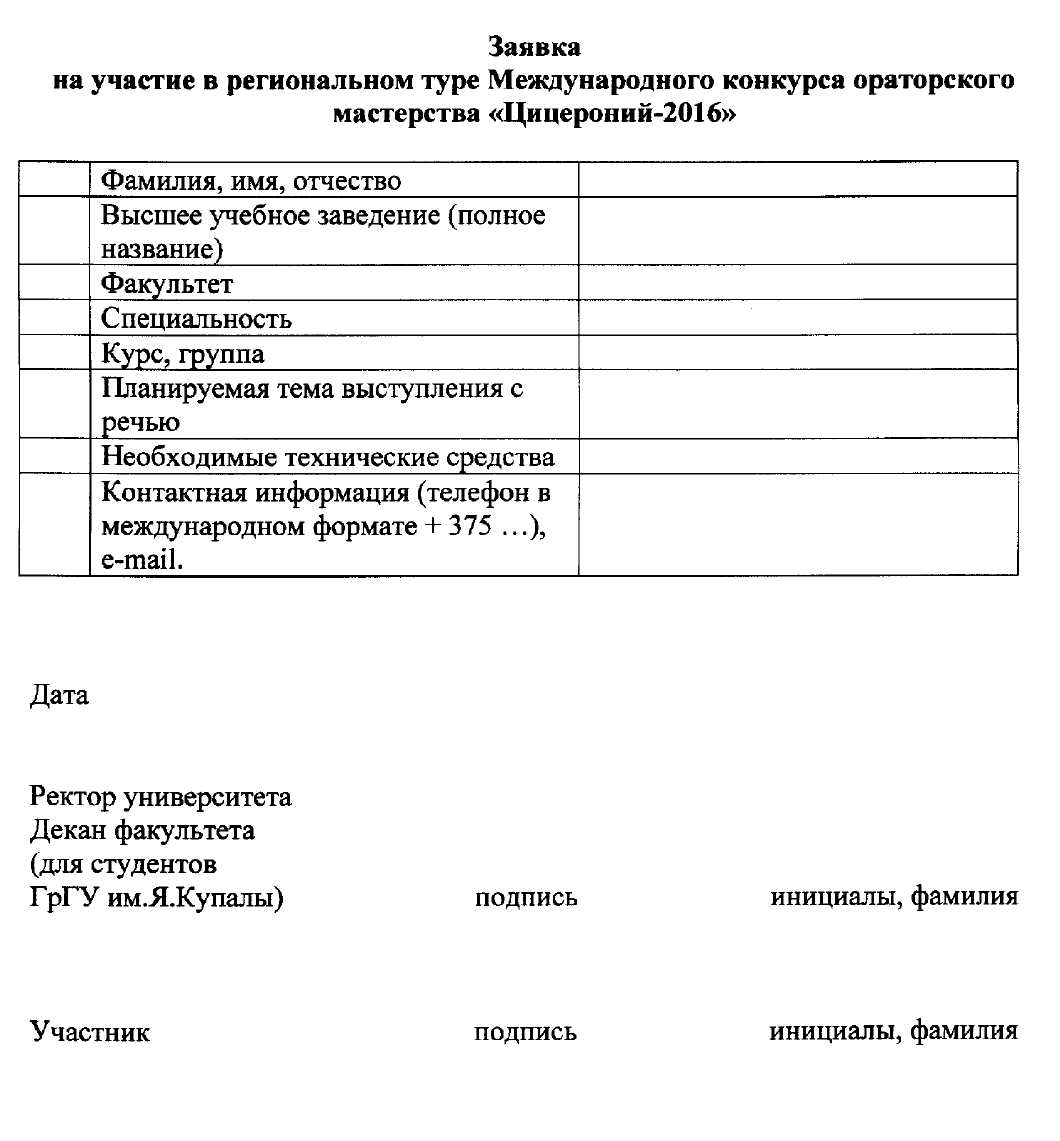 Заявка
на участие в региональном туре Международного конкурса ораторского
мастерства «Цицероний-2016»
Фамилия, имя, отчество
Высшее учебное заведение (полное
название)
Факультет
Специальность
Курс, группа
Планируемая тема выступления с
речью
Необходимые технические средства
Контактная информация (телефон в
международном формате + 375 …),
e-mail.
Дата
Ректор университета
Декан факультета
(для студентов
ГрГУ им.Я.Купалы) подпись инициалы, фамилия
Участник подпись инициалы, фамилия